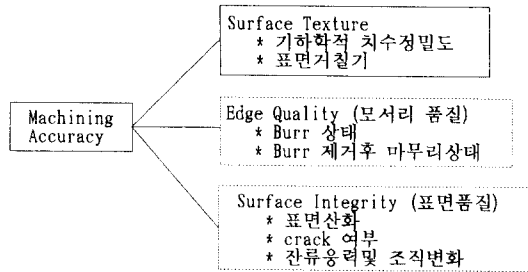 Surface Texture
* 기하학적 치수정밀도
* 표면거칠기
Machining
Accuracy
Edge Quality (모서리 품질)
* Burr 상태
* Burr 제거후 마무리상태
Surface Integrity (표면품질)
* 표면산화
* crack 여부
* 잔류응력및 조직변화